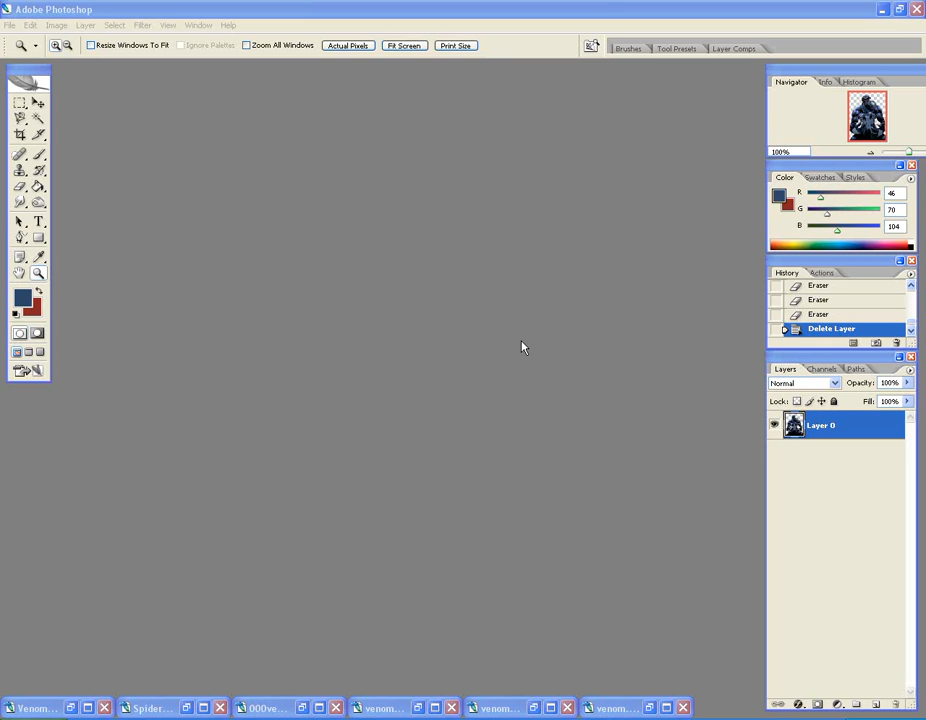 Adobe Photoshop
File Edit Image Layer Select Filter View Window Help
Resize Windows To Fit Ignore Palettes Zoom All Windows Actual Pixels Fit Screen Print Size Brushes Tool Presets Layer Comps
Navigator Info Histogram
100%
Color Swatches Styles
R 46
G 70
B 104
History Actions
Eraser
Eraser
Eraser
Delete Layer
Layers Channels Paths
Normal Opacity: 100%
Lock: Fill: 100%
Layer 0
T
Venom... Spider... 000ve... venom... venom... venom...